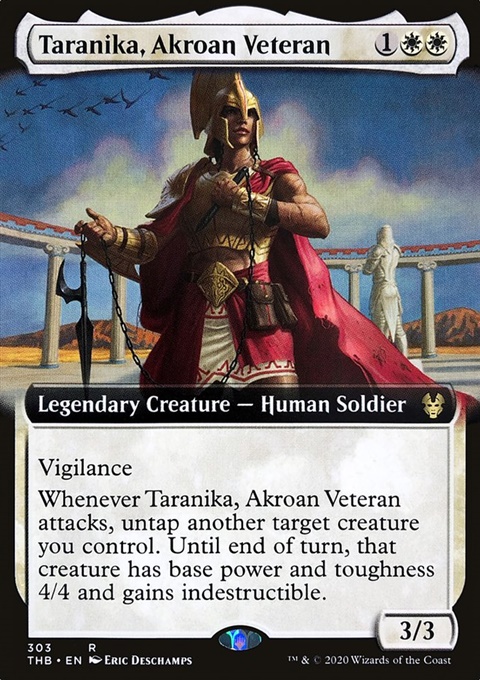 Taranika, Akroan Veteran 1
Legendary Creature — Human Soldier
Vigilance
Whenever Taranika, Akroan Veteran
attacks, untap another target creature
you control. Until end of turn, that
creature has base power and toughness
4/4 and gains indestructible.
3/3
303 R
THB • EN Eric Deschamps
™ & © 2020 Wizards of the Coast